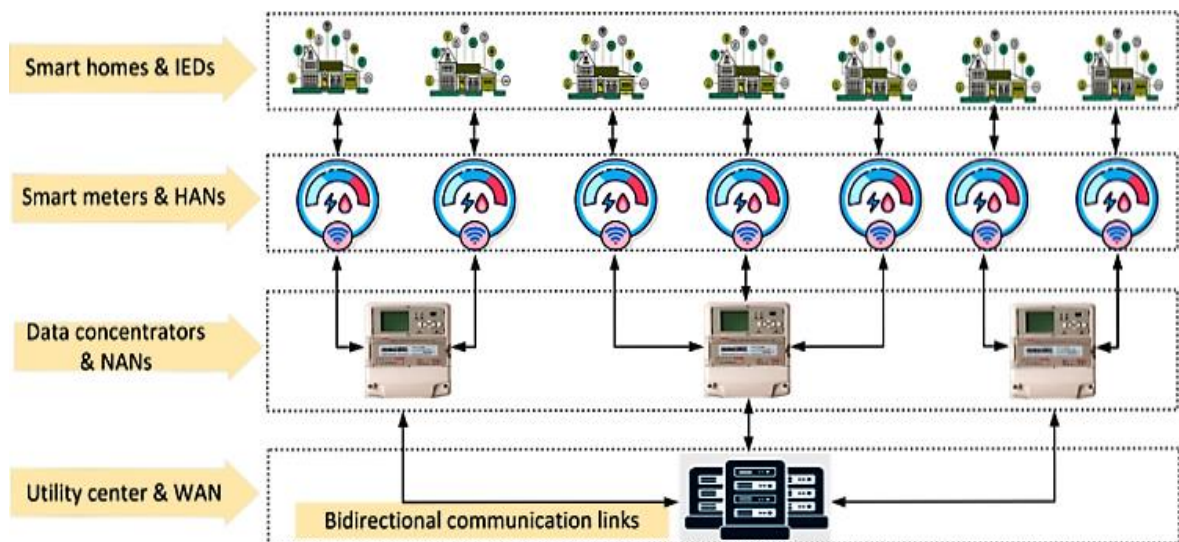 Smart homes & IEDs
Smart meters & HANs
Data concentrators
& NANs
Utility center & WAN
Bidirectional communication links